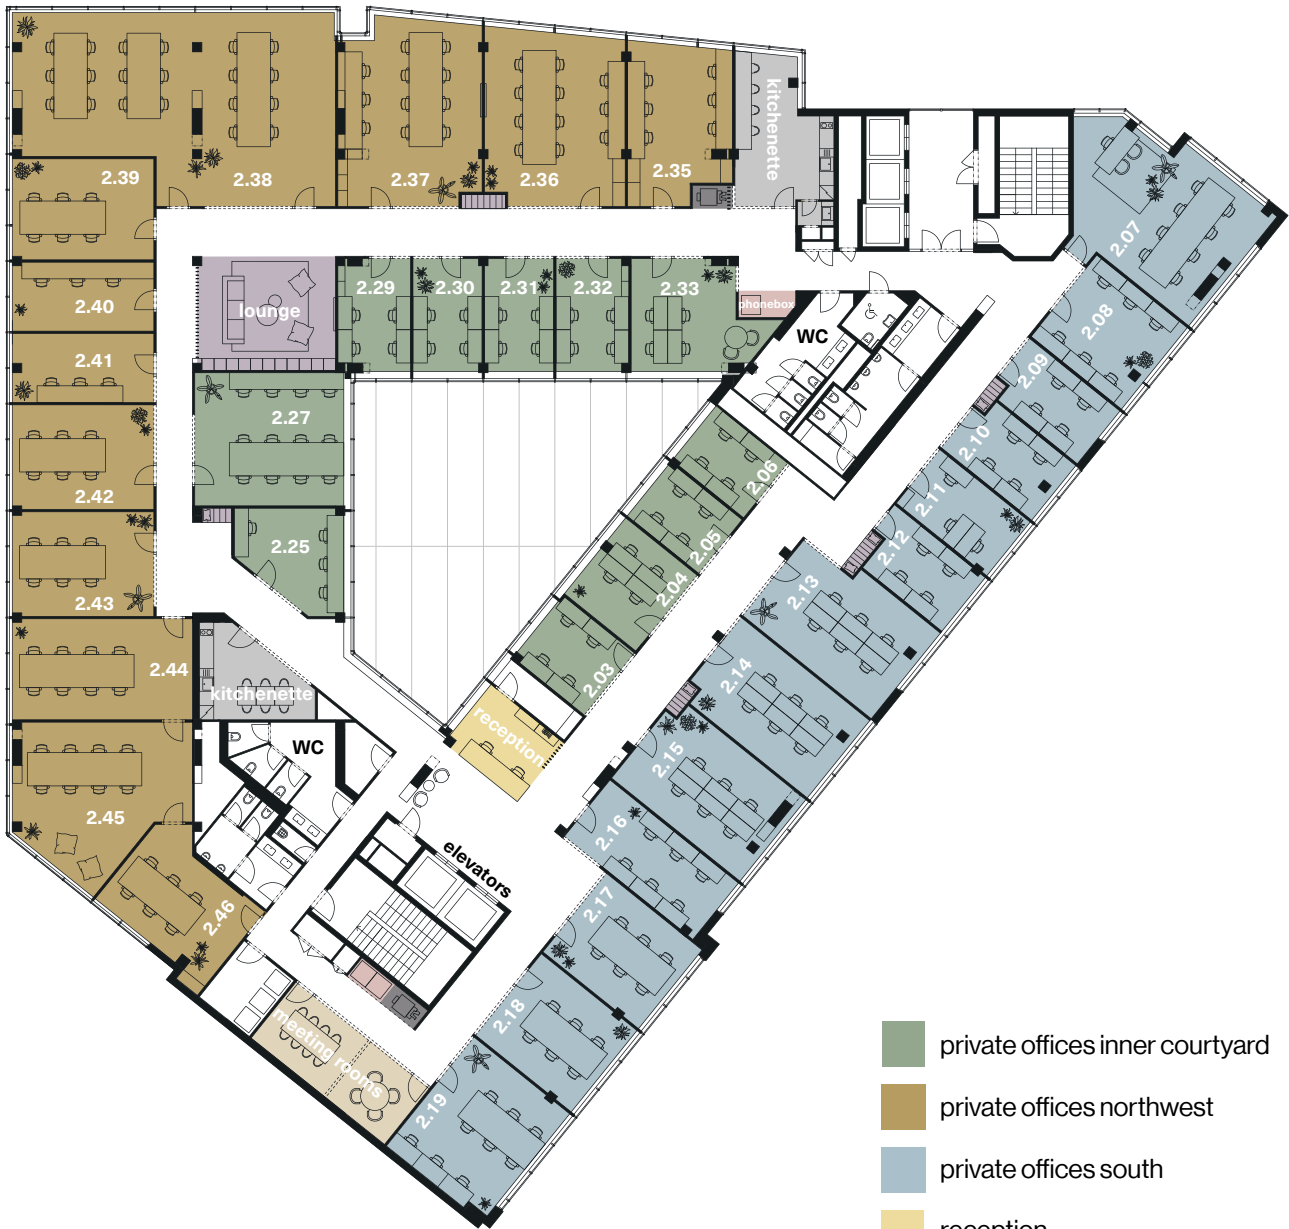 2.39
2.38
2.37
2.36
2.35
kitchenette
2.07
2.40
lounge
2.29
2.30
2.31
2.32
2.33
phonebox
WC
2.08
2.41
2.09
2.27
2.10
2.42
2.06
2.11
2.25
2.05
2.12
2.43
2.04
2.13
2.44
kitchenette
2.03
2.14
reception
WC
2.15
2.45
2.16
elevators
2.46
2.17
2.18
meeting rooms
2.19
private offices inner courtyard
private offices northwest
private offices south
reception